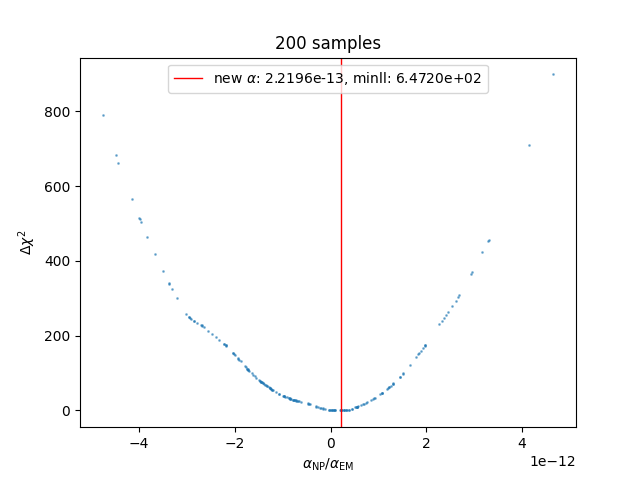 200 samples
new α: 2.2196e-13, minll: 6.4720e+02
Δχ²
800
600
400
200
0
−4
−2
0
2
4
1e−12
α_NP/α_EM